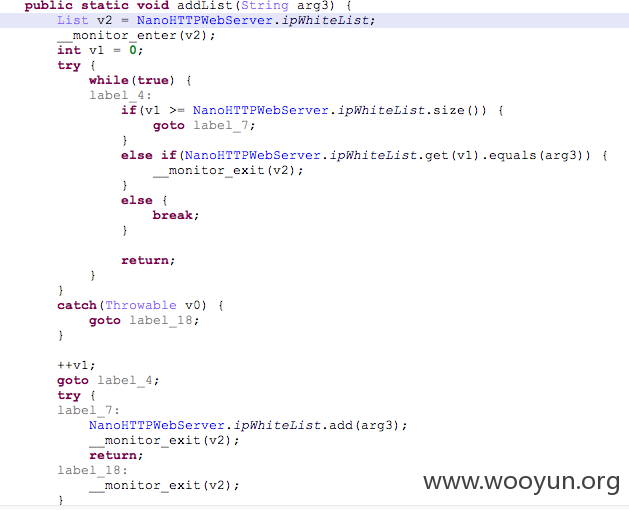 public static void addList(String arg3) {
    List v2 = NanoHTTPWebServer.ipWhiteList;
    __monitor_enter(v2);
    int v1 = 0;
    try {
        while(true) {
        label_4:
            if(v1 >= NanoHTTPWebServer.ipWhiteList.size()) {
                goto label_7;
            }
            else if(NanoHTTPWebServer.ipWhiteList.get(v1).equals(arg3)) {
                __monitor_exit(v2);
            }
            else {
                break;
            }

            return;
        }
    }
    catch(Throwable v0) {
        goto label_18;
    }

    ++v1;
    goto label_4;
    try {
    label_7:
        NanoHTTPWebServer.ipWhiteList.add(arg3);
        __monitor_exit(v2);
        return;
    label_18:
        __monitor_exit(v2);
    }
www.wooyun.org